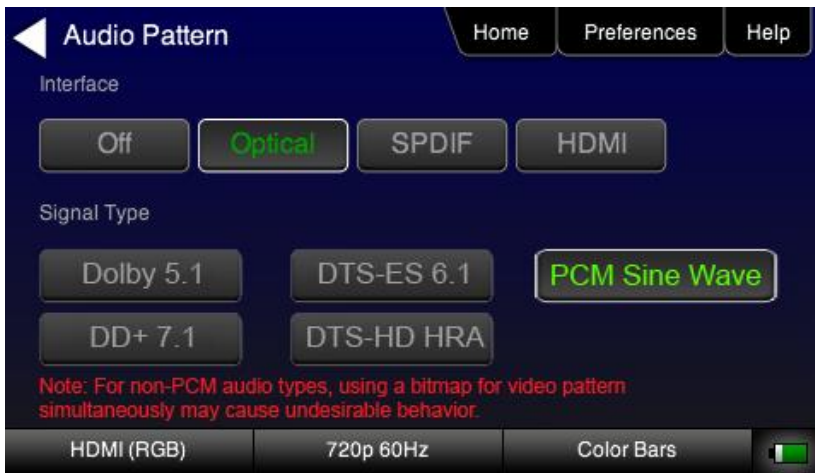 Audio Pattern Home Preferences Help
Interface
Off Optical SPDIF HDMI
Signal Type
Dolby 5.1 DTS-ES 6.1 PCM Sine Wave
DD+ 7.1 DTS-HD HRA
Note: For non-PCM audio types, using a bitmap for video pattern
simultaneously may cause undesirable behavior.
HDMI (RGB) 720p 60Hz Color Bars